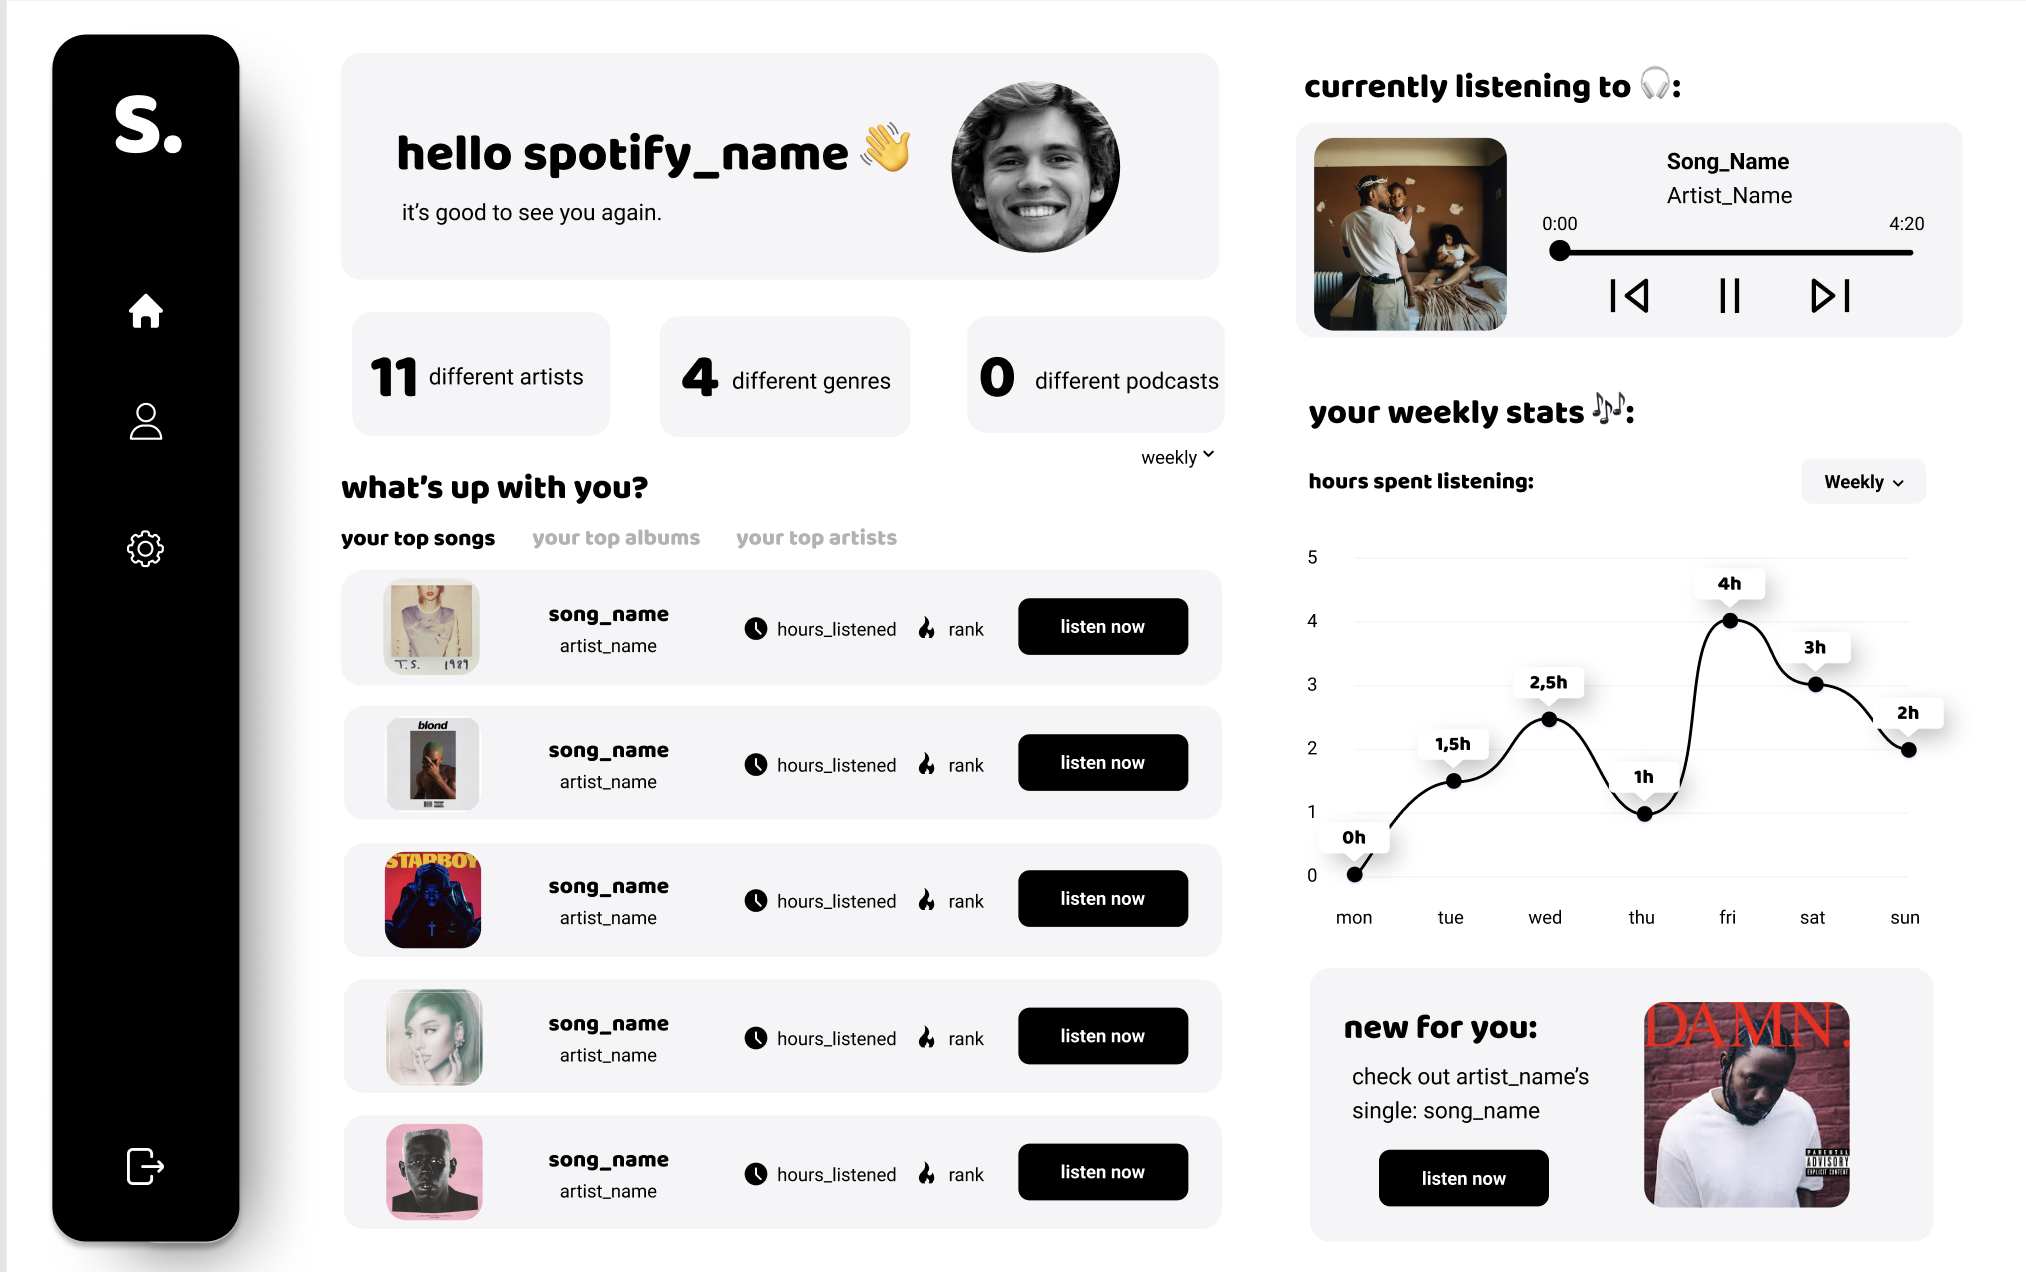 S.
hello spotify_name 👋
it's good to see you again.
11 different artists
4 different genres
0 different podcasts
weekly
what's up with you?
your top songs your top albums your top artists
T.S. 1989
song_name
artist_name
hours_listened rank
listen now
blond
song_name
artist_name
hours_listened rank
listen now
STARBOY
song_name
artist_name
hours_listened rank
listen now
song_name
artist_name
hours_listened rank
listen now
song_name
artist_name
hours_listened rank
listen now
currently listening to 🎧:
Song_Name
Artist_Name
0:00 4:20
your weekly stats 🎶:
hours spent listening:
Weekly
5
4
3
2
1
0
0h
1,5h
2,5h
1h
4h
3h
2h
mon tue wed thu fri sat sun
new for you:
check out artist_name's
single: song_name
listen now
DAMN.
PARENTAL
ADVISORY
EXPLICIT CONTENT